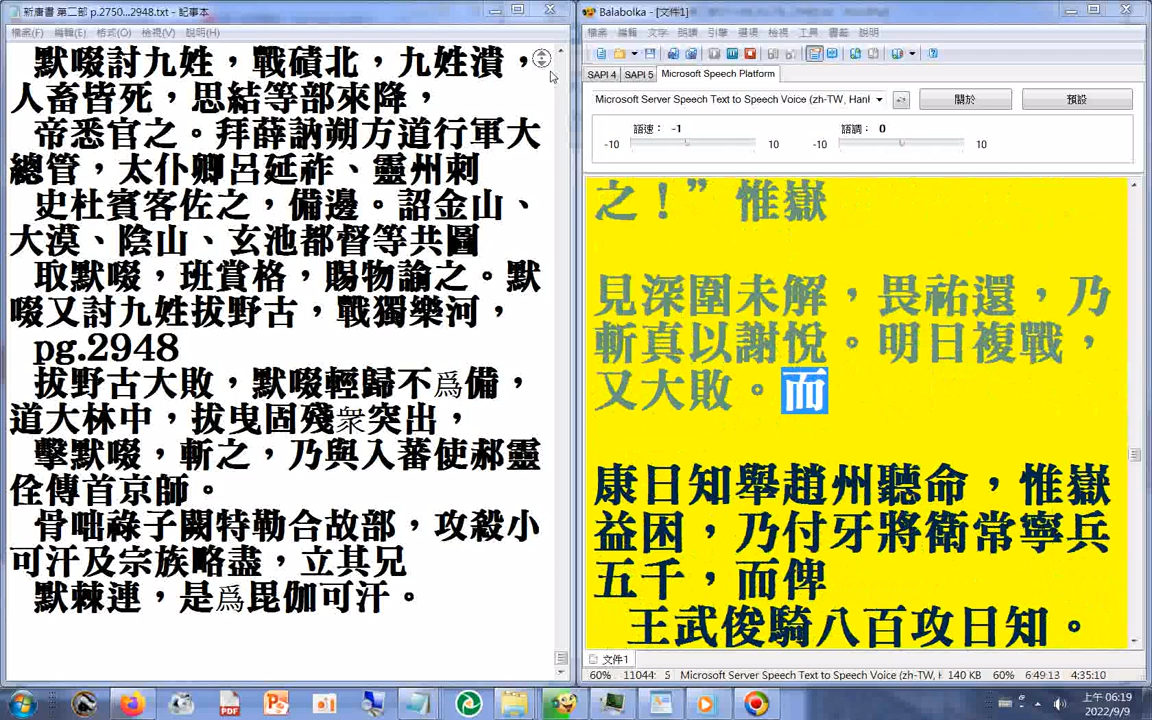 新唐書 第二部 p.2750...2948.txt - 記事本
檔案(F) 編輯(E) 格式(O) 檢視(V) 說明(H)
默啜討九姓，戰磧北，九姓潰，
人畜皆死，思結等部來降，
帝悉官之。拜薛訥朔方道行軍大
總管，太仆卿呂延祚、靈州刺
史杜賓客佐之，備邊。詔金山、
大漠、陰山、玄池都督等共圖
取默啜，班賞格，賜物諭之。默
啜又討九姓拔野古，戰獨樂河，
pg.2948
拔野古大敗，默啜輕歸不爲備，
道大林中，拔曳固殘衆突出，
擊默啜，斬之，乃與入蕃使郝靈
佺傳首京師。
骨咄祿子闕特勒合故部，攻殺小
可汗及宗族略盡，立其兄
默棘連，是爲毘伽可汗。
Balabolka - [文件1]
檔案 編輯 文字 朗讀 引擎 選項 檢視 工具 書籤 說明
SAPI 4 SAPI 5 Microsoft Speech Platform
Microsoft Server Speech Text to Speech Voice (zh-TW, Hanl
關於 預設
語速： -1 語調： 0
-10 10 -10 10
之！” 惟嶽
見深圍未解，畏祐還，乃
斬真以謝悅。明日複戰，
又大敗。而
康日知舉趙州聽命，惟嶽
益困，乃付牙將衛常寧兵
五千，而俾
王武俊騎八百攻日知。
文件1
60% 11044: 5 Microsoft Server Speech Text to Speech Voice (zh-TW, H 140 KB 60% 6:49:13 4:35:10
上午 06:19
2022/9/9